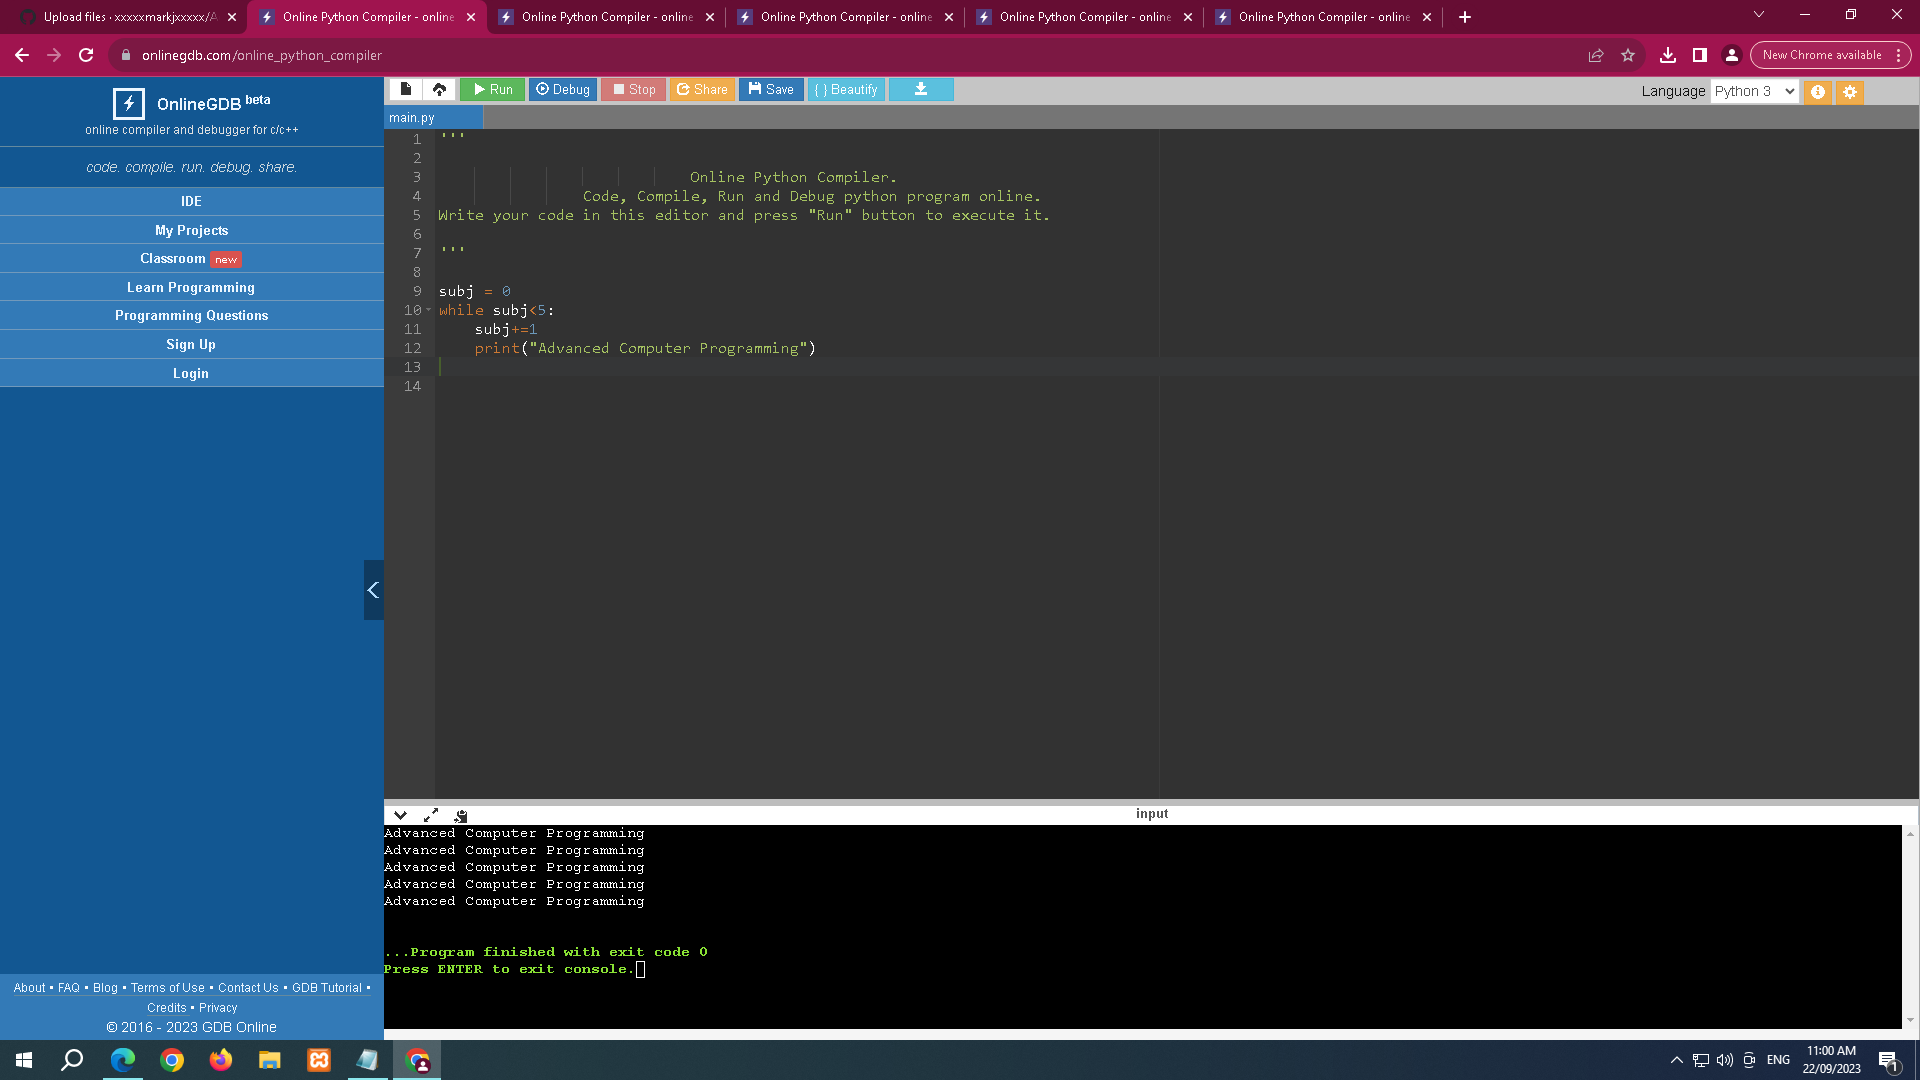 Upload files · xxxxxmarkjxxxxx/A
Online Python Compiler - online
Online Python Compiler - online
Online Python Compiler - online
Online Python Compiler - online
Online Python Compiler - online
onlinegdb.com/online_python_compiler
New Chrome available
OnlineGDB beta
online compiler and debugger for c/c++
code. compile. run. debug. share.
IDE
My Projects
Classroom new
Learn Programming
Programming Questions
Sign Up
Login
About • FAQ • Blog • Terms of Use • Contact Us • GDB Tutorial •
Credits • Privacy
© 2016 - 2023 GDB Online
Run Debug Stop Share Save { } Beautify
Language Python 3
main.py
1 '''
2
3 Online Python Compiler.
4 Code, Compile, Run and Debug python program online.
5 Write your code in this editor and press "Run" button to execute it.
6
7 '''
8
9 subj = 0
10 while subj<5:
11 subj+=1
12 print("Advanced Computer Programming")
13
14
input
Advanced Computer Programming
Advanced Computer Programming
Advanced Computer Programming
Advanced Computer Programming
Advanced Computer Programming
...Program finished with exit code 0
Press ENTER to exit console.
ENG
11:00 AM
22/09/2023
1